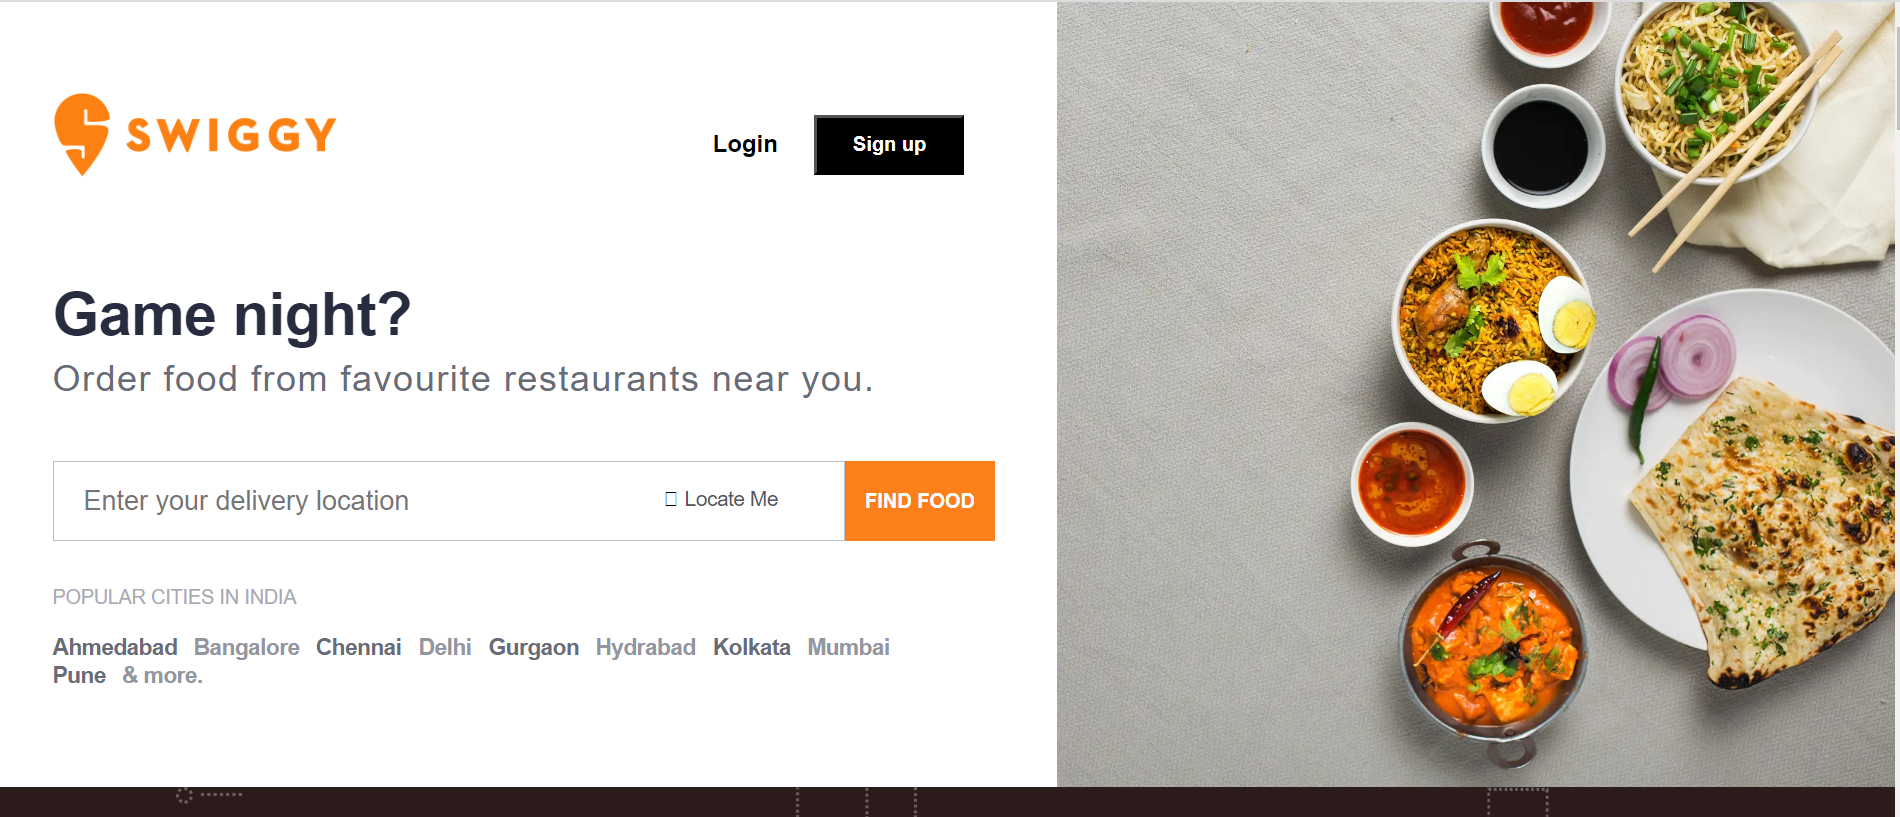 SWIGGY
Login
Sign up
Game night?
Order food from favourite restaurants near you.
Enter your delivery location
Locate Me
FIND FOOD
POPULAR CITIES IN INDIA
Ahmedabad Bangalore Chennai Delhi Gurgaon Hydrabad Kolkata Mumbai
Pune & more.